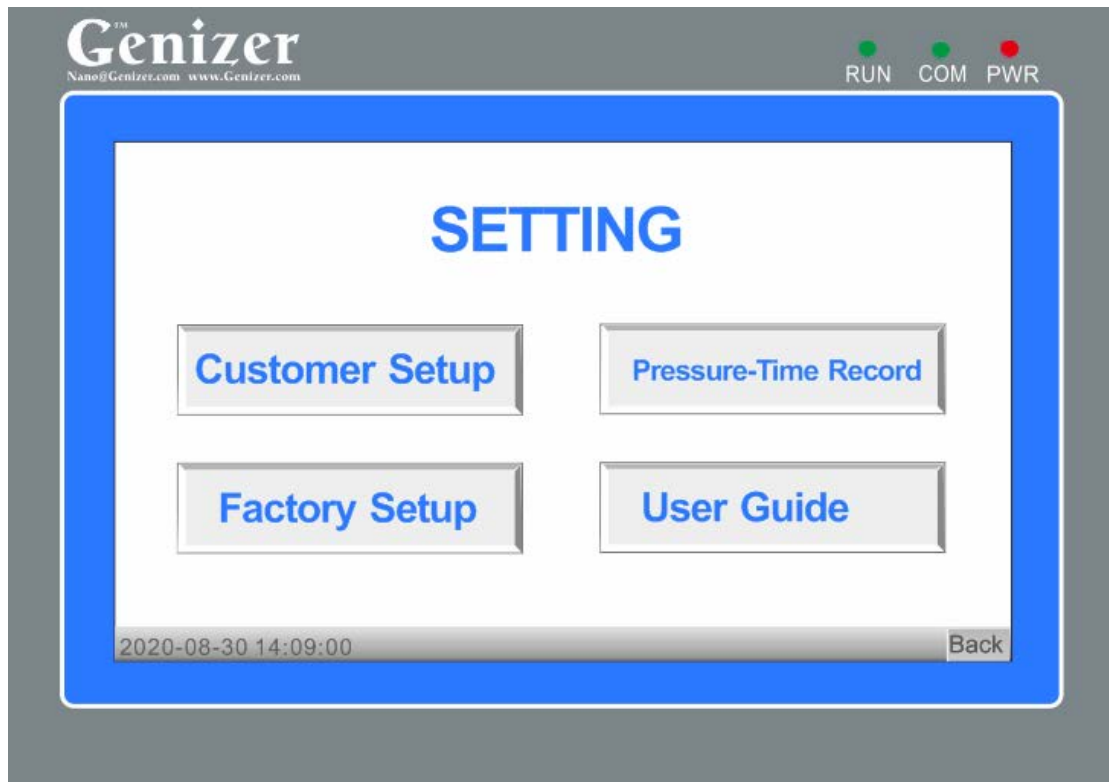 Genizer™
Nano@Genizer.com www.Genizer.com
RUN COM PWR
SETTING
Customer Setup
Pressure-Time Record
Factory Setup
User Guide
2020-08-30 14:09:00
Back